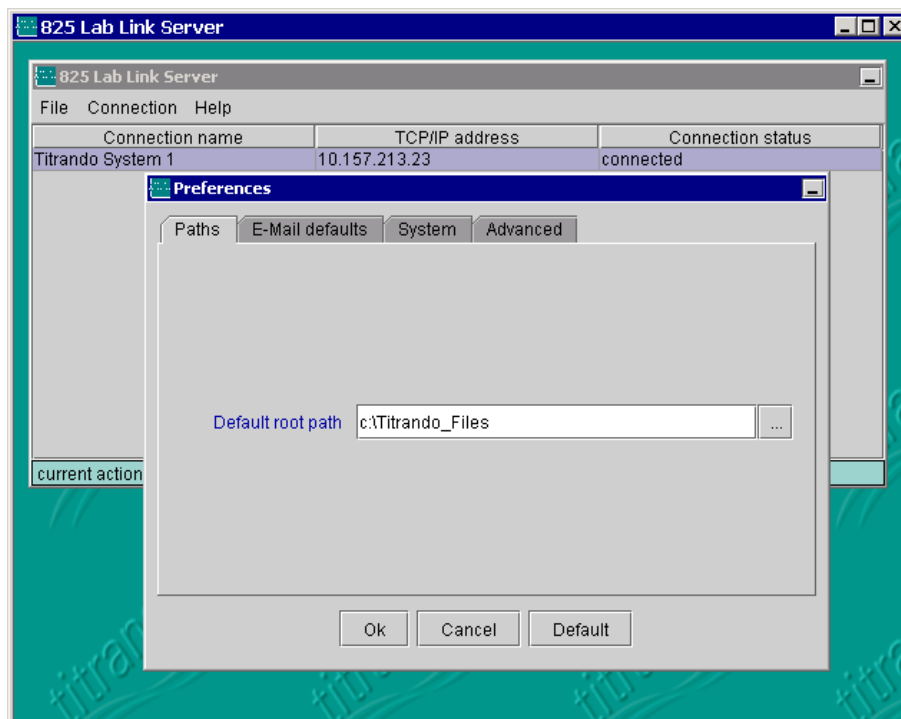 825 Lab Link Server
825 Lab Link Server
File Connection Help
Connection name TCP/IP address Connection status
Titrando System 1 10.157.213.23 connected
Preferences
Paths E-Mail defaults System Advanced
Default root path c:\Titrando_Files ...
current action
Ok Cancel Default